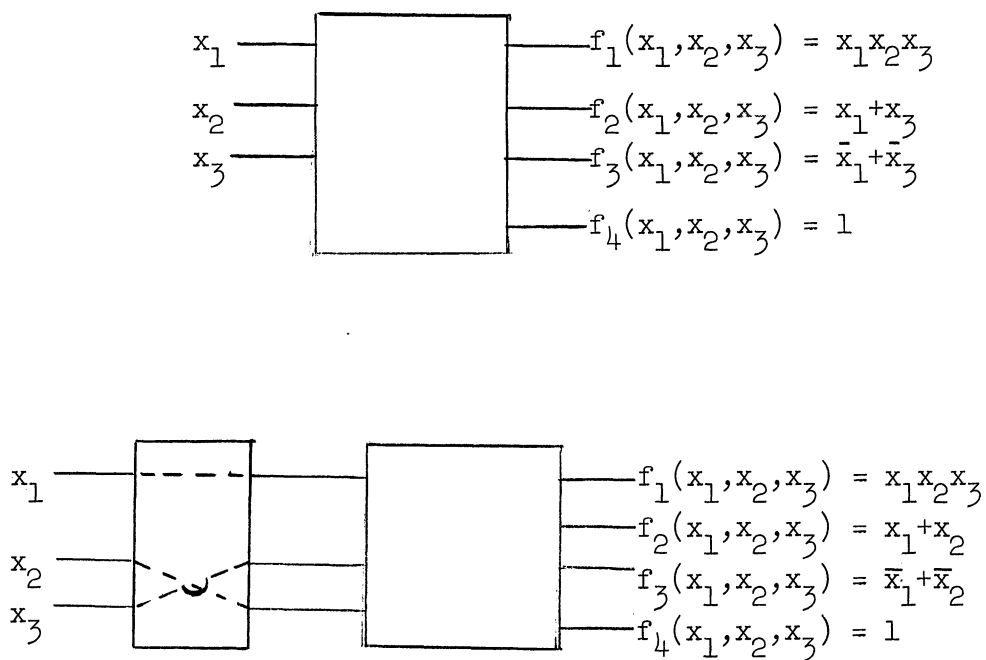 x₁ f₁(x₁,x₂,x₃) = x₁x₂x₃
x₂ f₂(x₁,x₂,x₃) = x₁+x₃
x₃ f₃(x₁,x₂,x₃) = x̄₁+x̄₃
f₄(x₁,x₂,x₃) = 1
x₁ f₁(x₁,x₂,x₃) = x₁x₂x₃
f₂(x₁,x₂,x₃) = x₁+x₂
x₂ f₃(x₁,x₂,x₃) = x̄₁+x̄₂
x₃ f₄(x₁,x₂,x₃) = 1